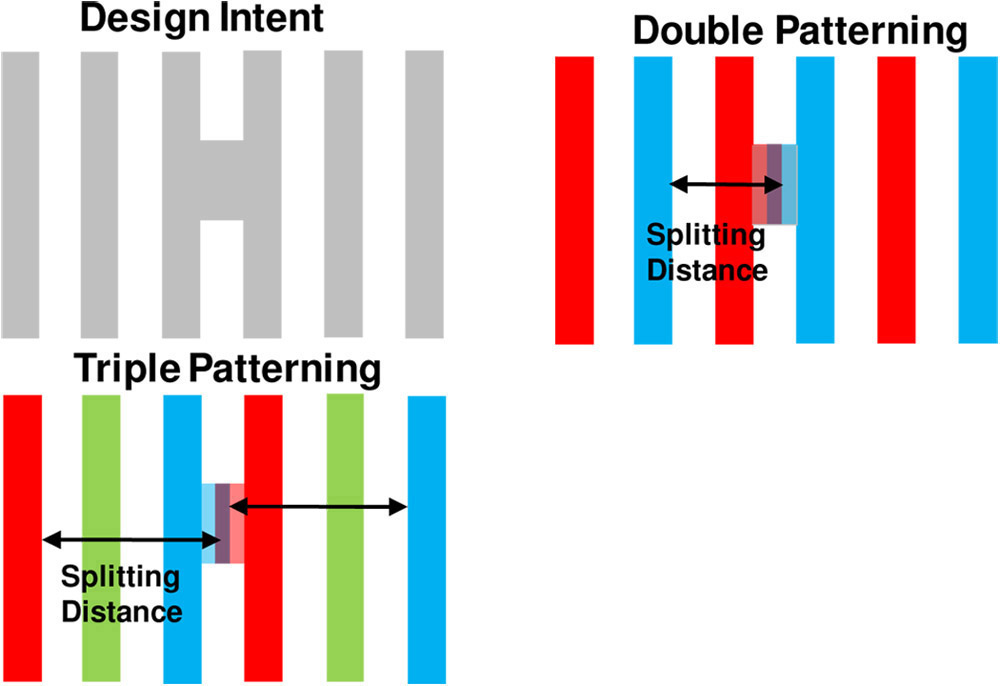 Design Intent
Double Patterning
Splitting
Distance
Triple Patterning
Splitting
Distance